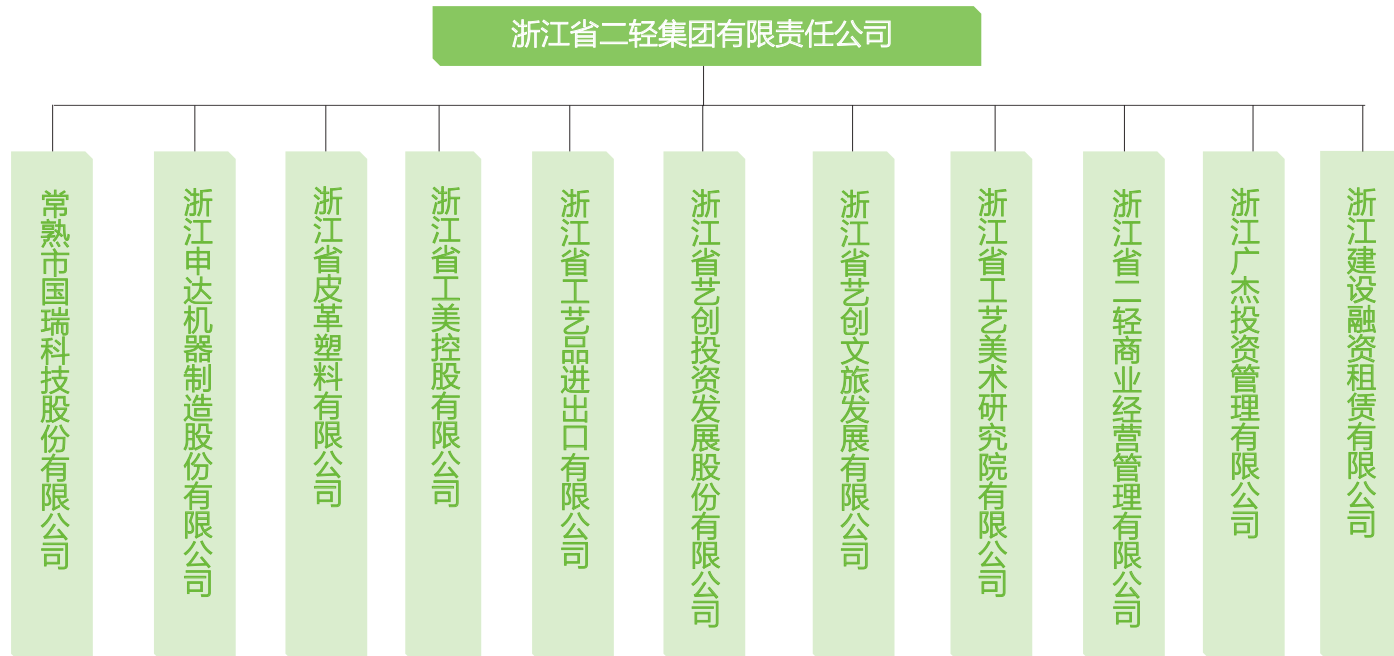 浙江省二轻集团有限责任公司
常熟市国瑞科技股份有限公司
浙江申达机器制造股份有限公司
浙江省皮革塑料有限公司
浙江省工美控股有限公司
浙江省工艺品进出口有限公司
浙江省艺创投资发展股份有限公司
浙江省艺创文旅发展有限公司
浙江省工艺美术研究院有限公司
浙江省二轻商业经营管理有限公司
浙江广杰投资管理有限公司
浙江建设融资租赁有限公司